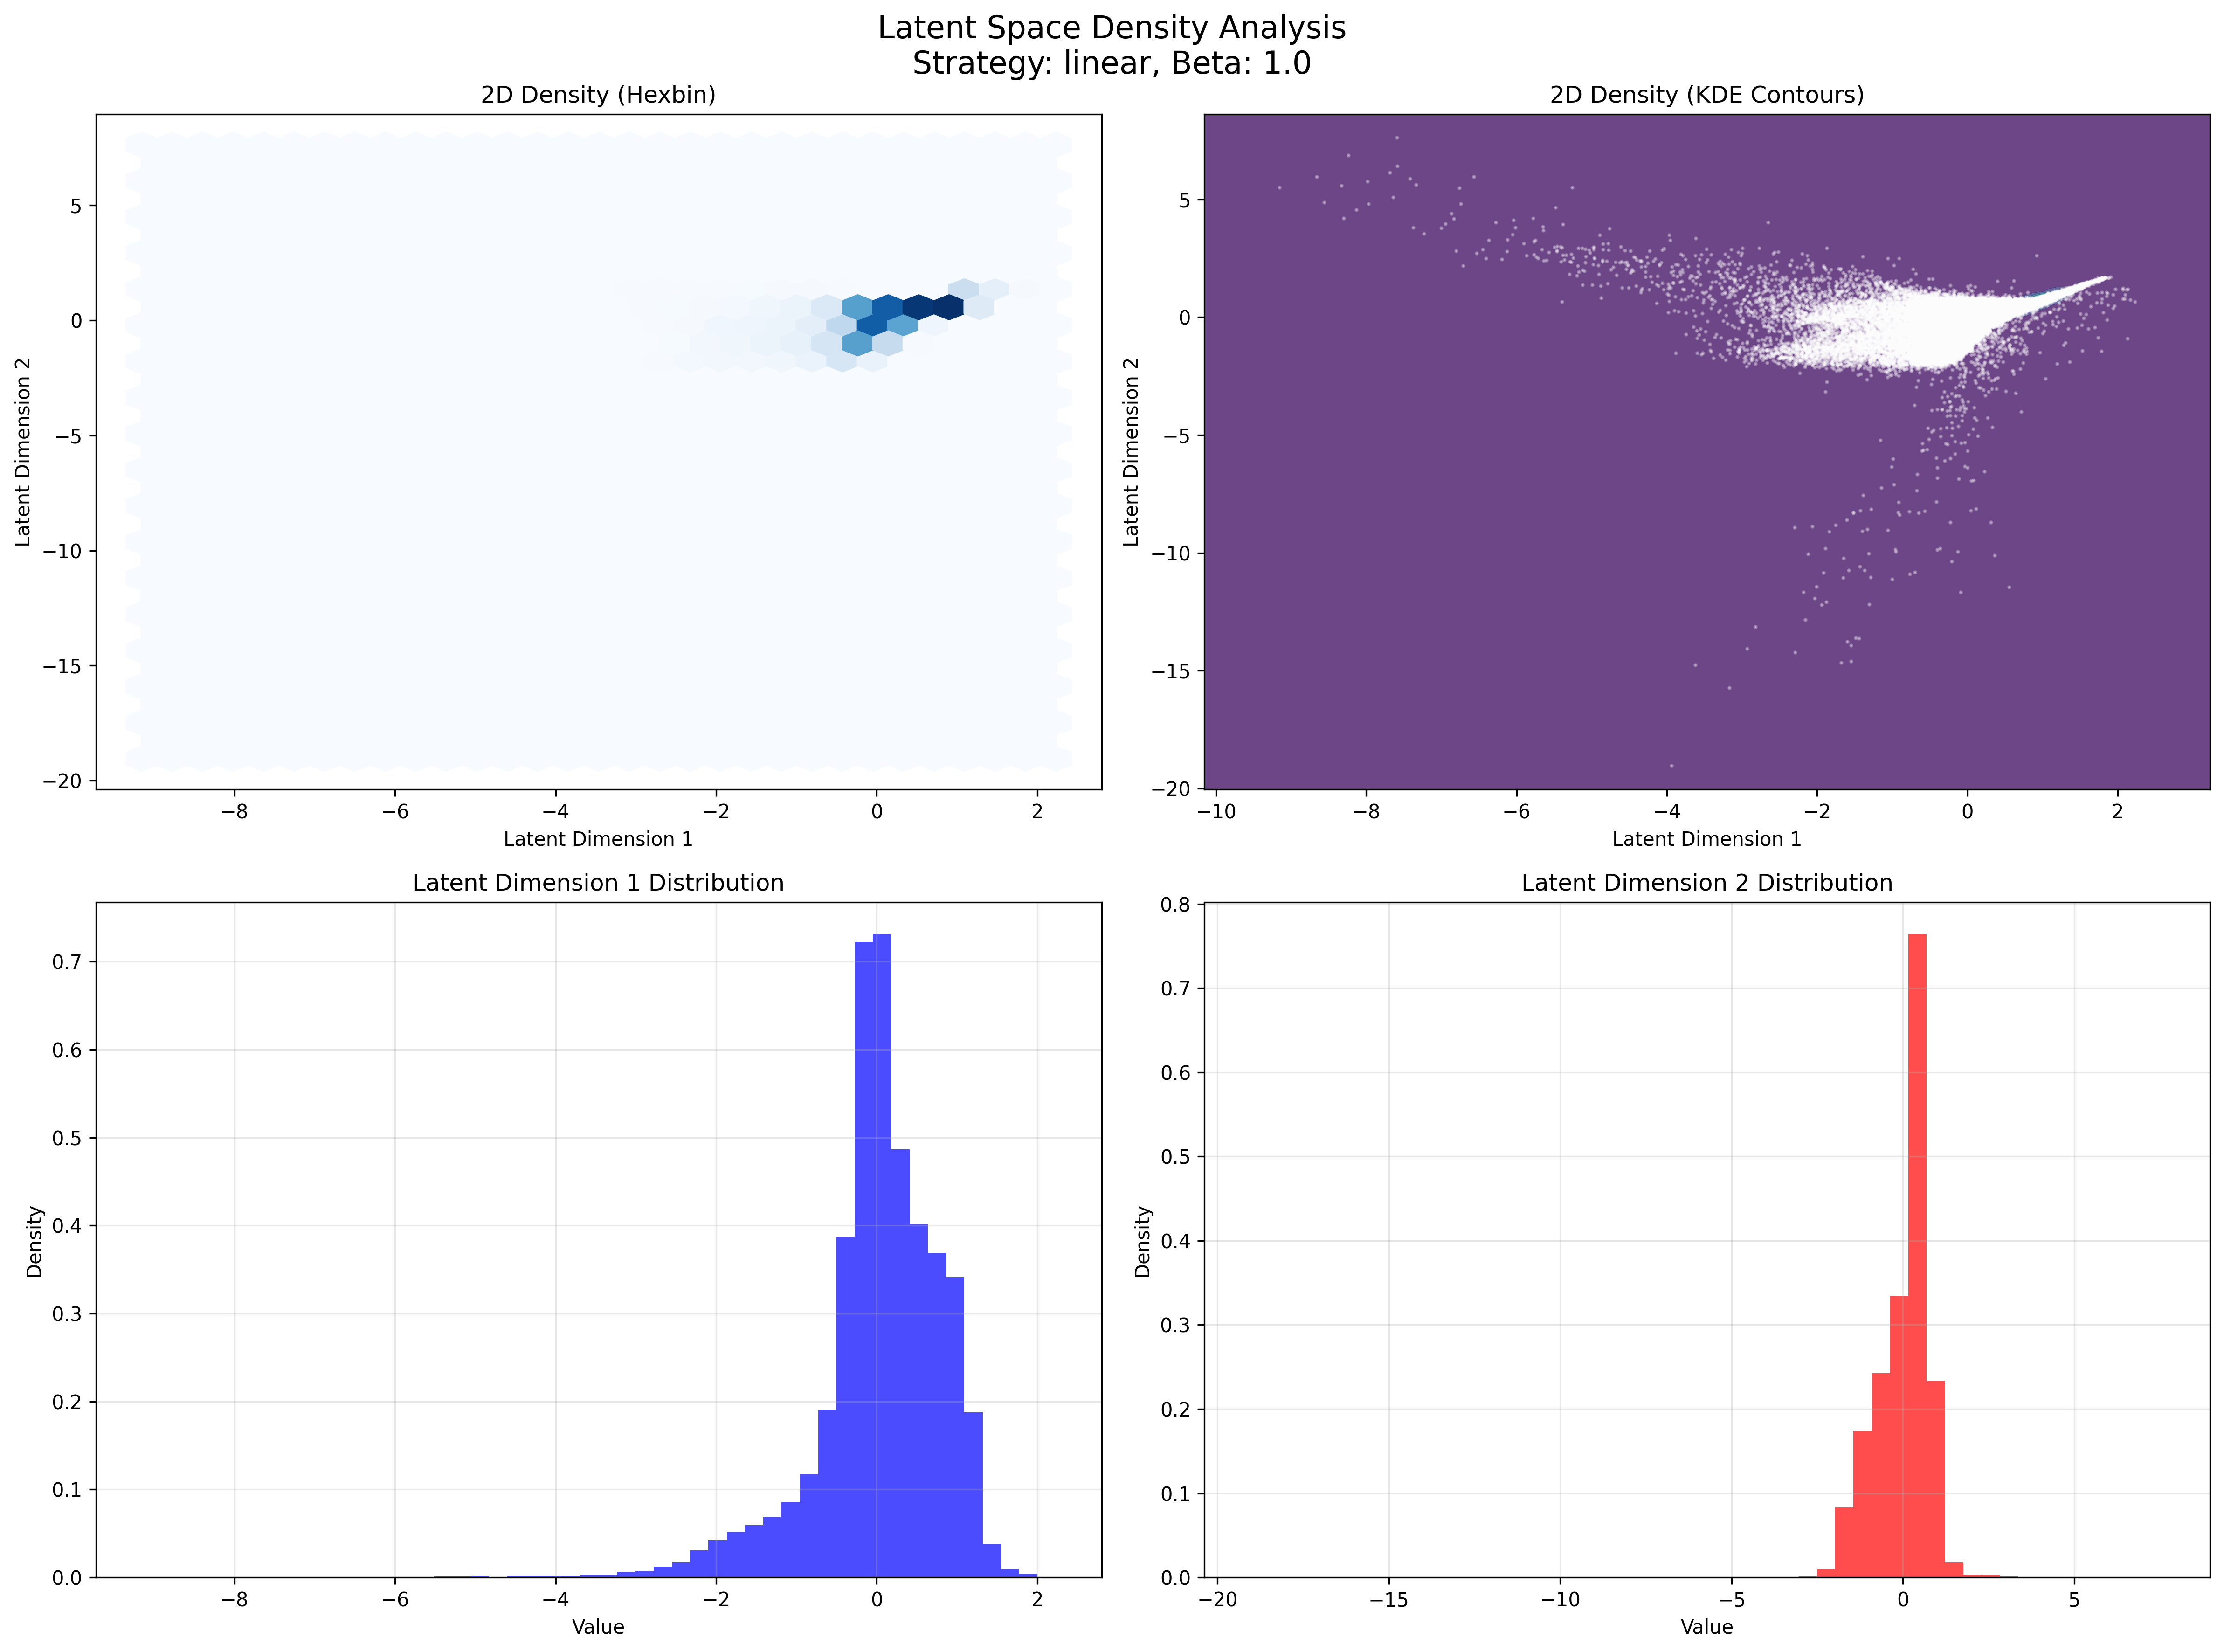 Latent Space Density Analysis
Strategy: linear, Beta: 1.0
2D Density (Hexbin)
5
0
−5
−10
−15
−20
Latent Dimension 2
−8 −6 −4 −2 0 2
Latent Dimension 1
2D Density (KDE Contours)
5
0
−5
−10
−15
−20
Latent Dimension 2
−10 −8 −6 −4 −2 0 2
Latent Dimension 1
Latent Dimension 1 Distribution
0.7
0.6
0.5
0.4
0.3
0.2
0.1
0.0
Density
−8 −6 −4 −2 0 2
Value
Latent Dimension 2 Distribution
0.8
0.7
0.6
0.5
0.4
0.3
0.2
0.1
0.0
Density
−20 −15 −10 −5 0 5
Value